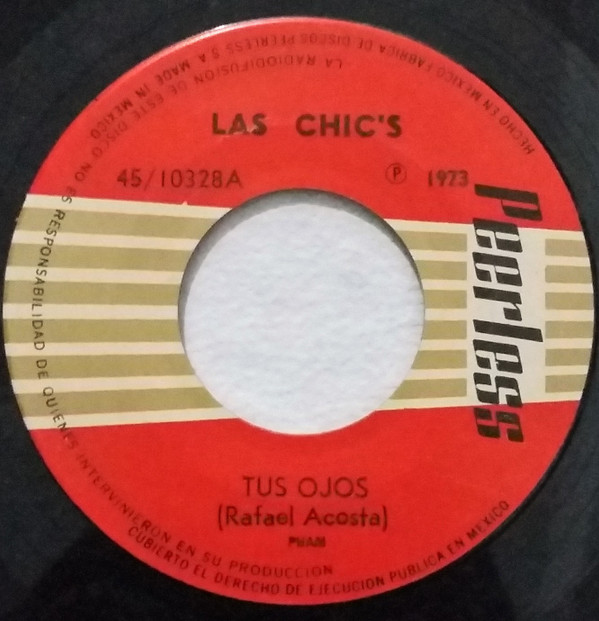 HECHO EN MEXICO FABRICA DE DISCOS PEERLESS S A MADE IN MEXICO
LA RADIODIFUSION DE ESTE DISCO NO ES RESPONSABILIDAD DE QUIENES INTERVINIERON EN SU PRODUCCION
LAS CHIC'S
45/10328A
Ⓟ 1973
Peerless
TUS OJOS
(Rafael Acosta)
PHAM
CUBIERTO EL DERECHO DE EJECUCION PUBLICA EN MEXICO